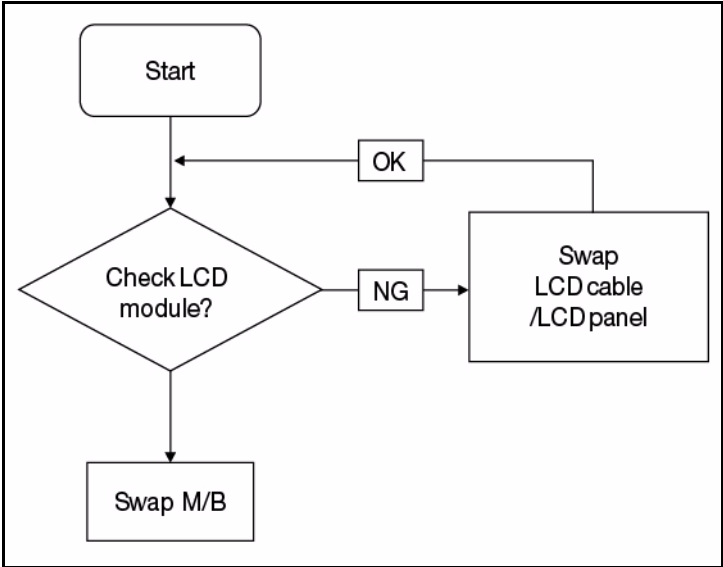 Start
OK
Check LCD
module?
NG
Swap
LCD cable
/LCD panel
Swap M/B